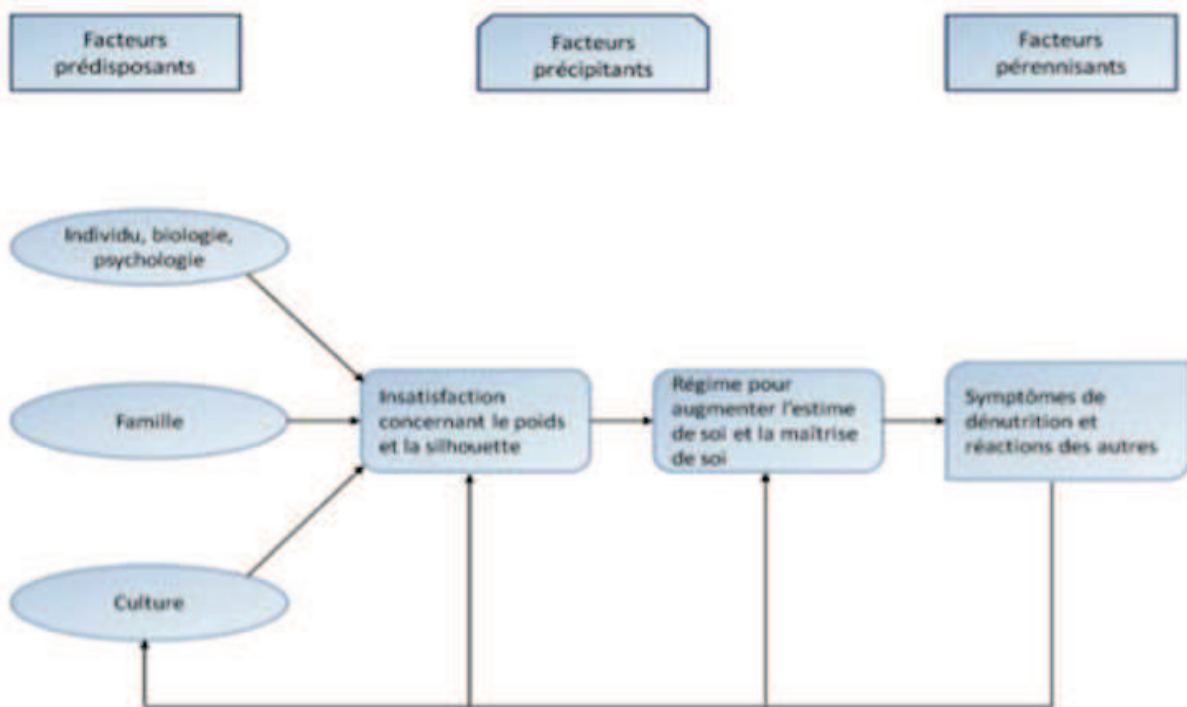 Facteurs
prédisposants
Facteurs
précipitants
Facteurs
pérennisants
Individu, biologie,
psychologie
Famille
Culture
Insatisfaction
concernant le poids
et la silhouette
Régime pour
augmenter l'estime
de soi et la maîtrise
de soi
Symptômes de
dénutrition et
réactions des autres